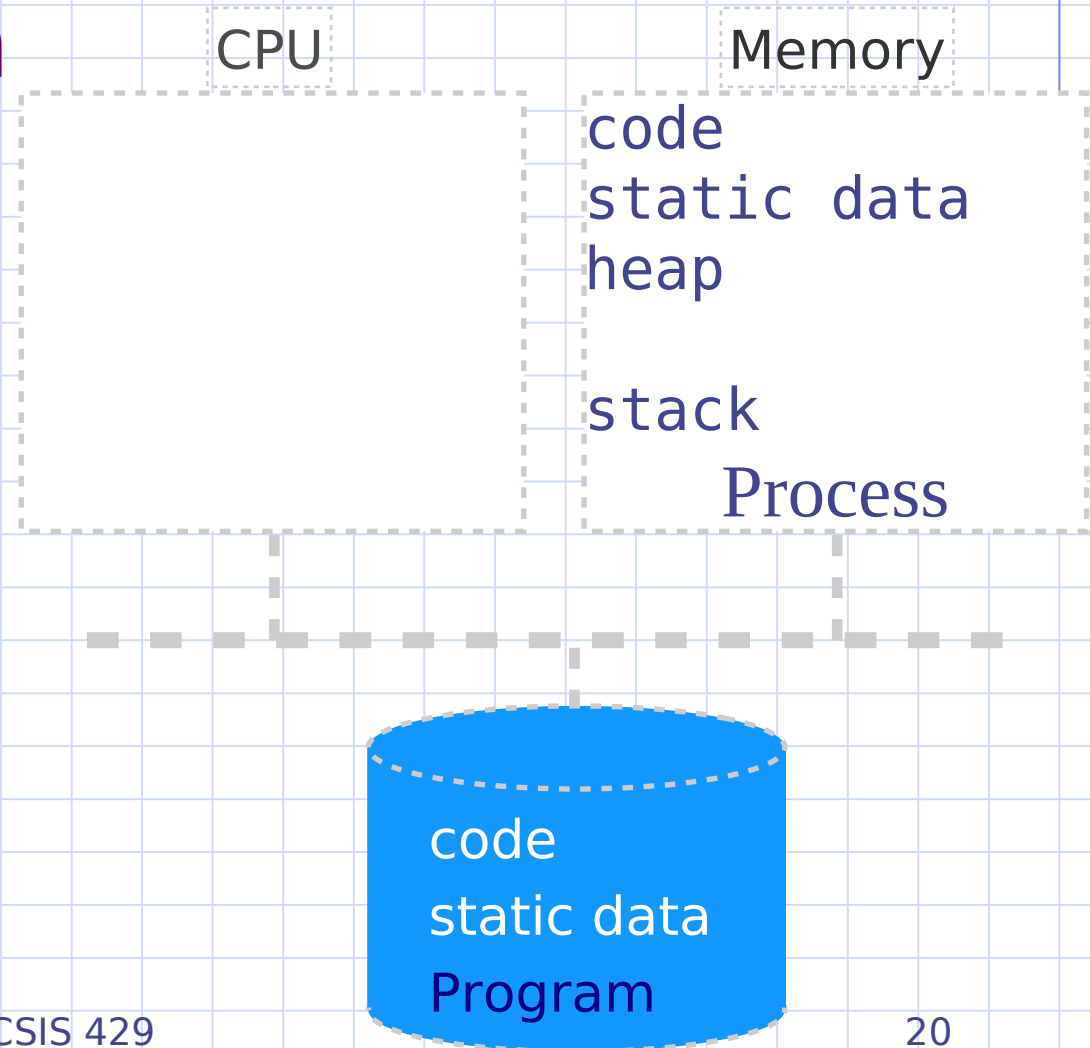 CPU
Memory
code
static data
heap
stack
Process
code
static data
Program
CSIS 429
20